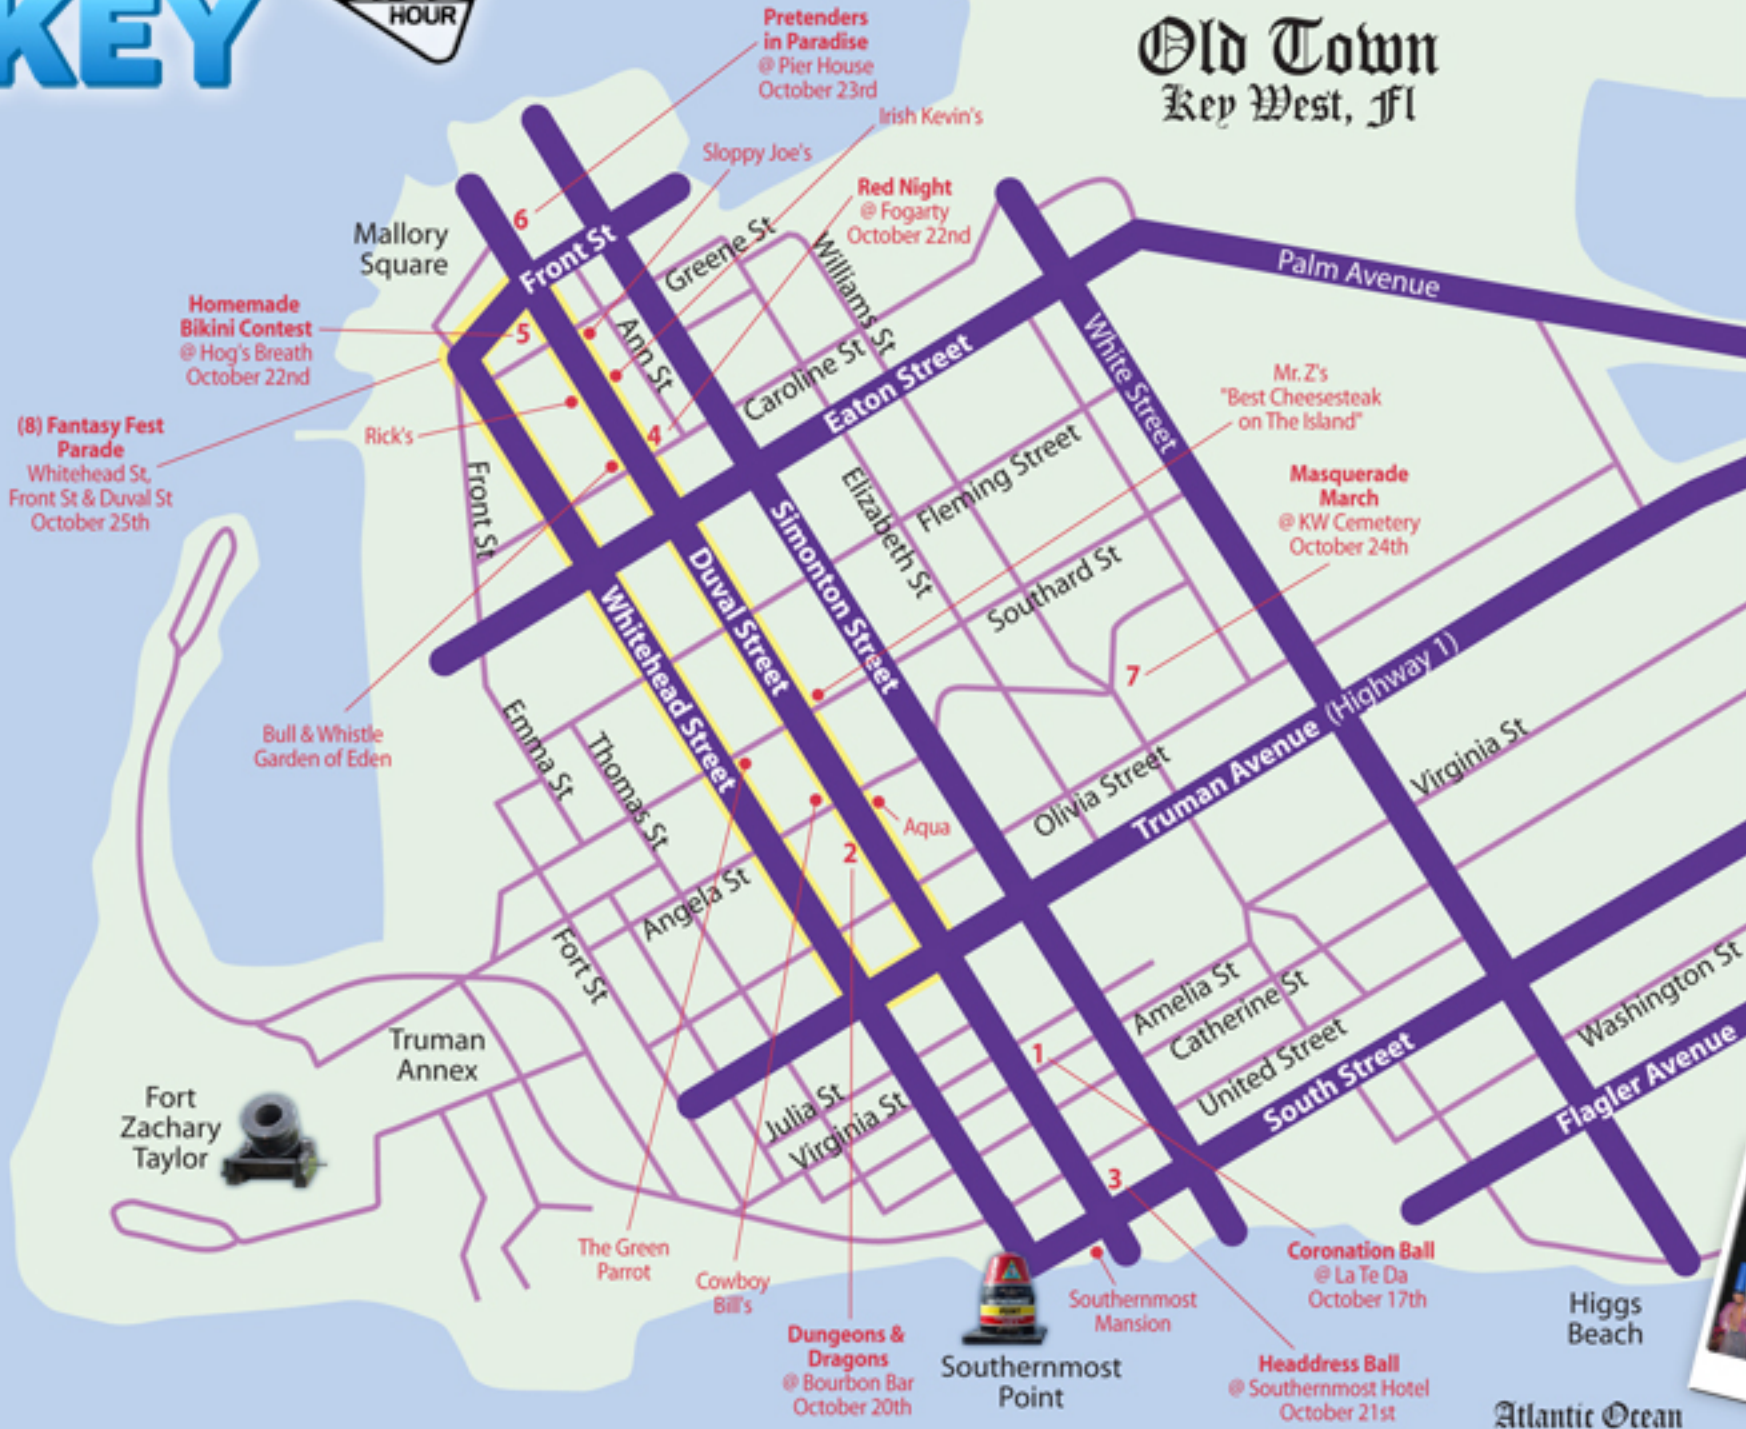 KEY
HOUR
Old Town
Key West, Fl
Pretenders
in Paradise
@ Pier House
October 23rd
Irish Kevin's
Sloppy Joe's
Red Night
@ Fogarty
October 22nd
6
Mallory
Square
Front St
Greene St
Williams St
Palm Avenue
Homemade
Bikini Contest
@ Hog's Breath
October 22nd
5
Ann St
White Street
Caroline St
Eaton Street
Mr. Z's
"Best Cheesesteak
on The Island"
(8) Fantasy Fest
Parade
Whitehead St,
Front St & Duval St
October 25th
Rick's
4
Front St
Elizabeth St
Fleming Street
Masquerade
March
@ KW Cemetery
October 24th
Simonton Street
Duval Street
Whitehead Street
Southard St
7
(Highway 1)
Bull & Whistle
Garden of Eden
Emma St
Thomas St
Truman Avenue
Virginia St
Olivia Street
Aqua
2
Angela St
Fort St
Truman
Annex
Amelia St
Catherine St
Washington St
1
United Street
South Street
Flagler Avenue
Fort
Zachary
Taylor
Julia St
Virginia St
3
The Green
Parrot
Cowboy
Bill's
Coronation Ball
@ La Te Da
October 17th
Southernmost
Mansion
Higgs
Beach
Dungeons &
Dragons
@ Bourbon Bar
October 20th
Southernmost
Point
Headdress Ball
@ Southernmost Hotel
October 21st
Atlantic Ocean